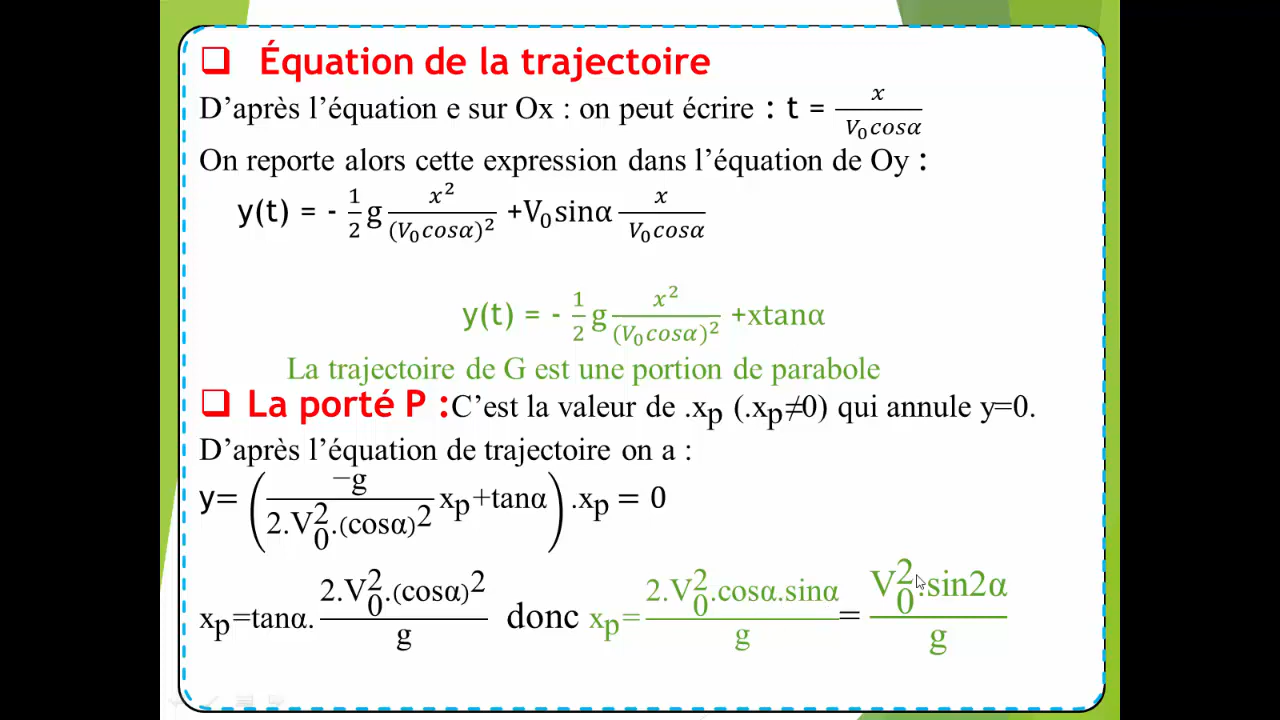 ❑ Équation de la trajectoire
D'après l'équation e sur Ox : on peut écrire : t = x/(V₀cosα)
On reporte alors cette expression dans l'équation de Oy :
y(t) = - 1/2 g x²/(V₀cosα)² +V₀sinα x/(V₀cosα)
y(t) = - 1/2 g x²/(V₀cosα)² +xtanα
La trajectoire de G est une portion de parabole
❑ La porté P :C'est la valeur de .xₚ (.xₚ≠0) qui annule y=0.
D'après l'équation de trajectoire on a :
y= (−g/(2.V₀².(cosα)²) xₚ+tanα) .xₚ = 0
xₚ=tanα. 2.V₀².(cosα)²/g donc xₚ= 2.V₀².cosα.sinα/g = V₀².sin2α/g